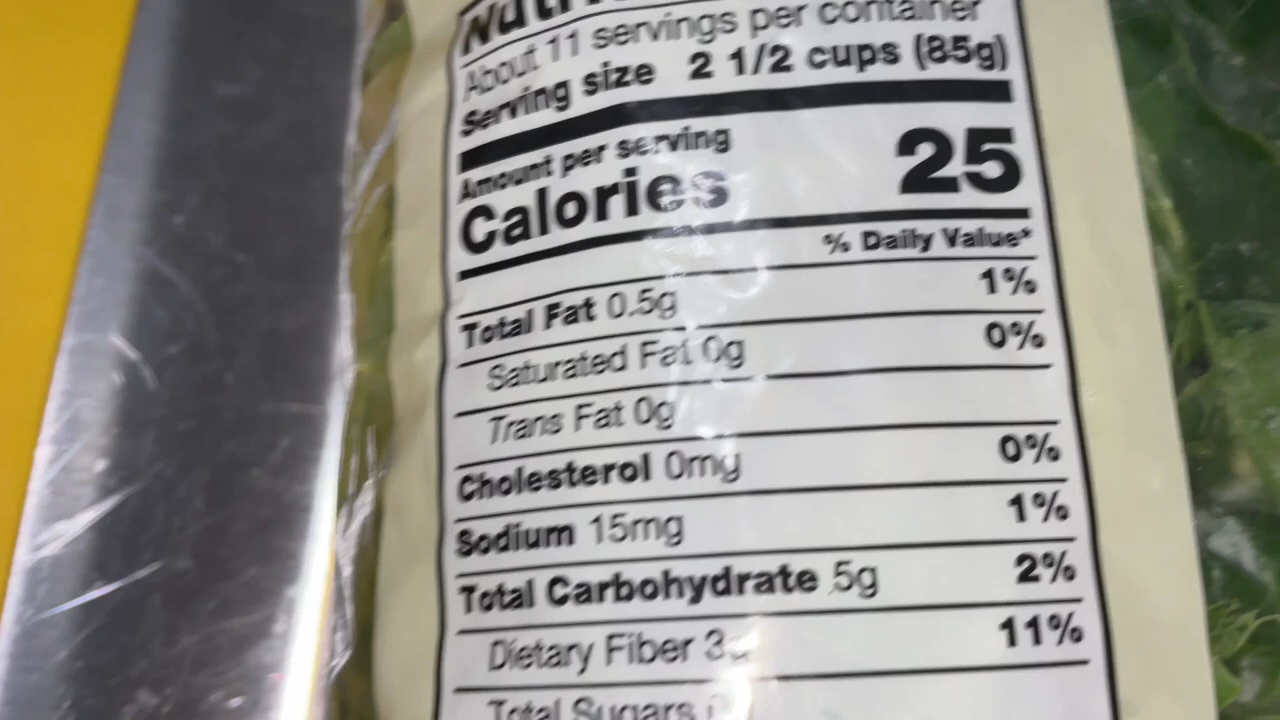 About 11 servings per container
Serving size 2 1/2 cups (85g)
Amount per serving
Calories 25
% Daily Value*
Total Fat 0.5g 1%
Saturated Fat 0g 0%
Trans Fat 0g
Cholesterol 0mg 0%
Sodium 15mg 1%
Total Carbohydrate 5g 2%
Dietary Fiber 3g 11%
Total Sugars